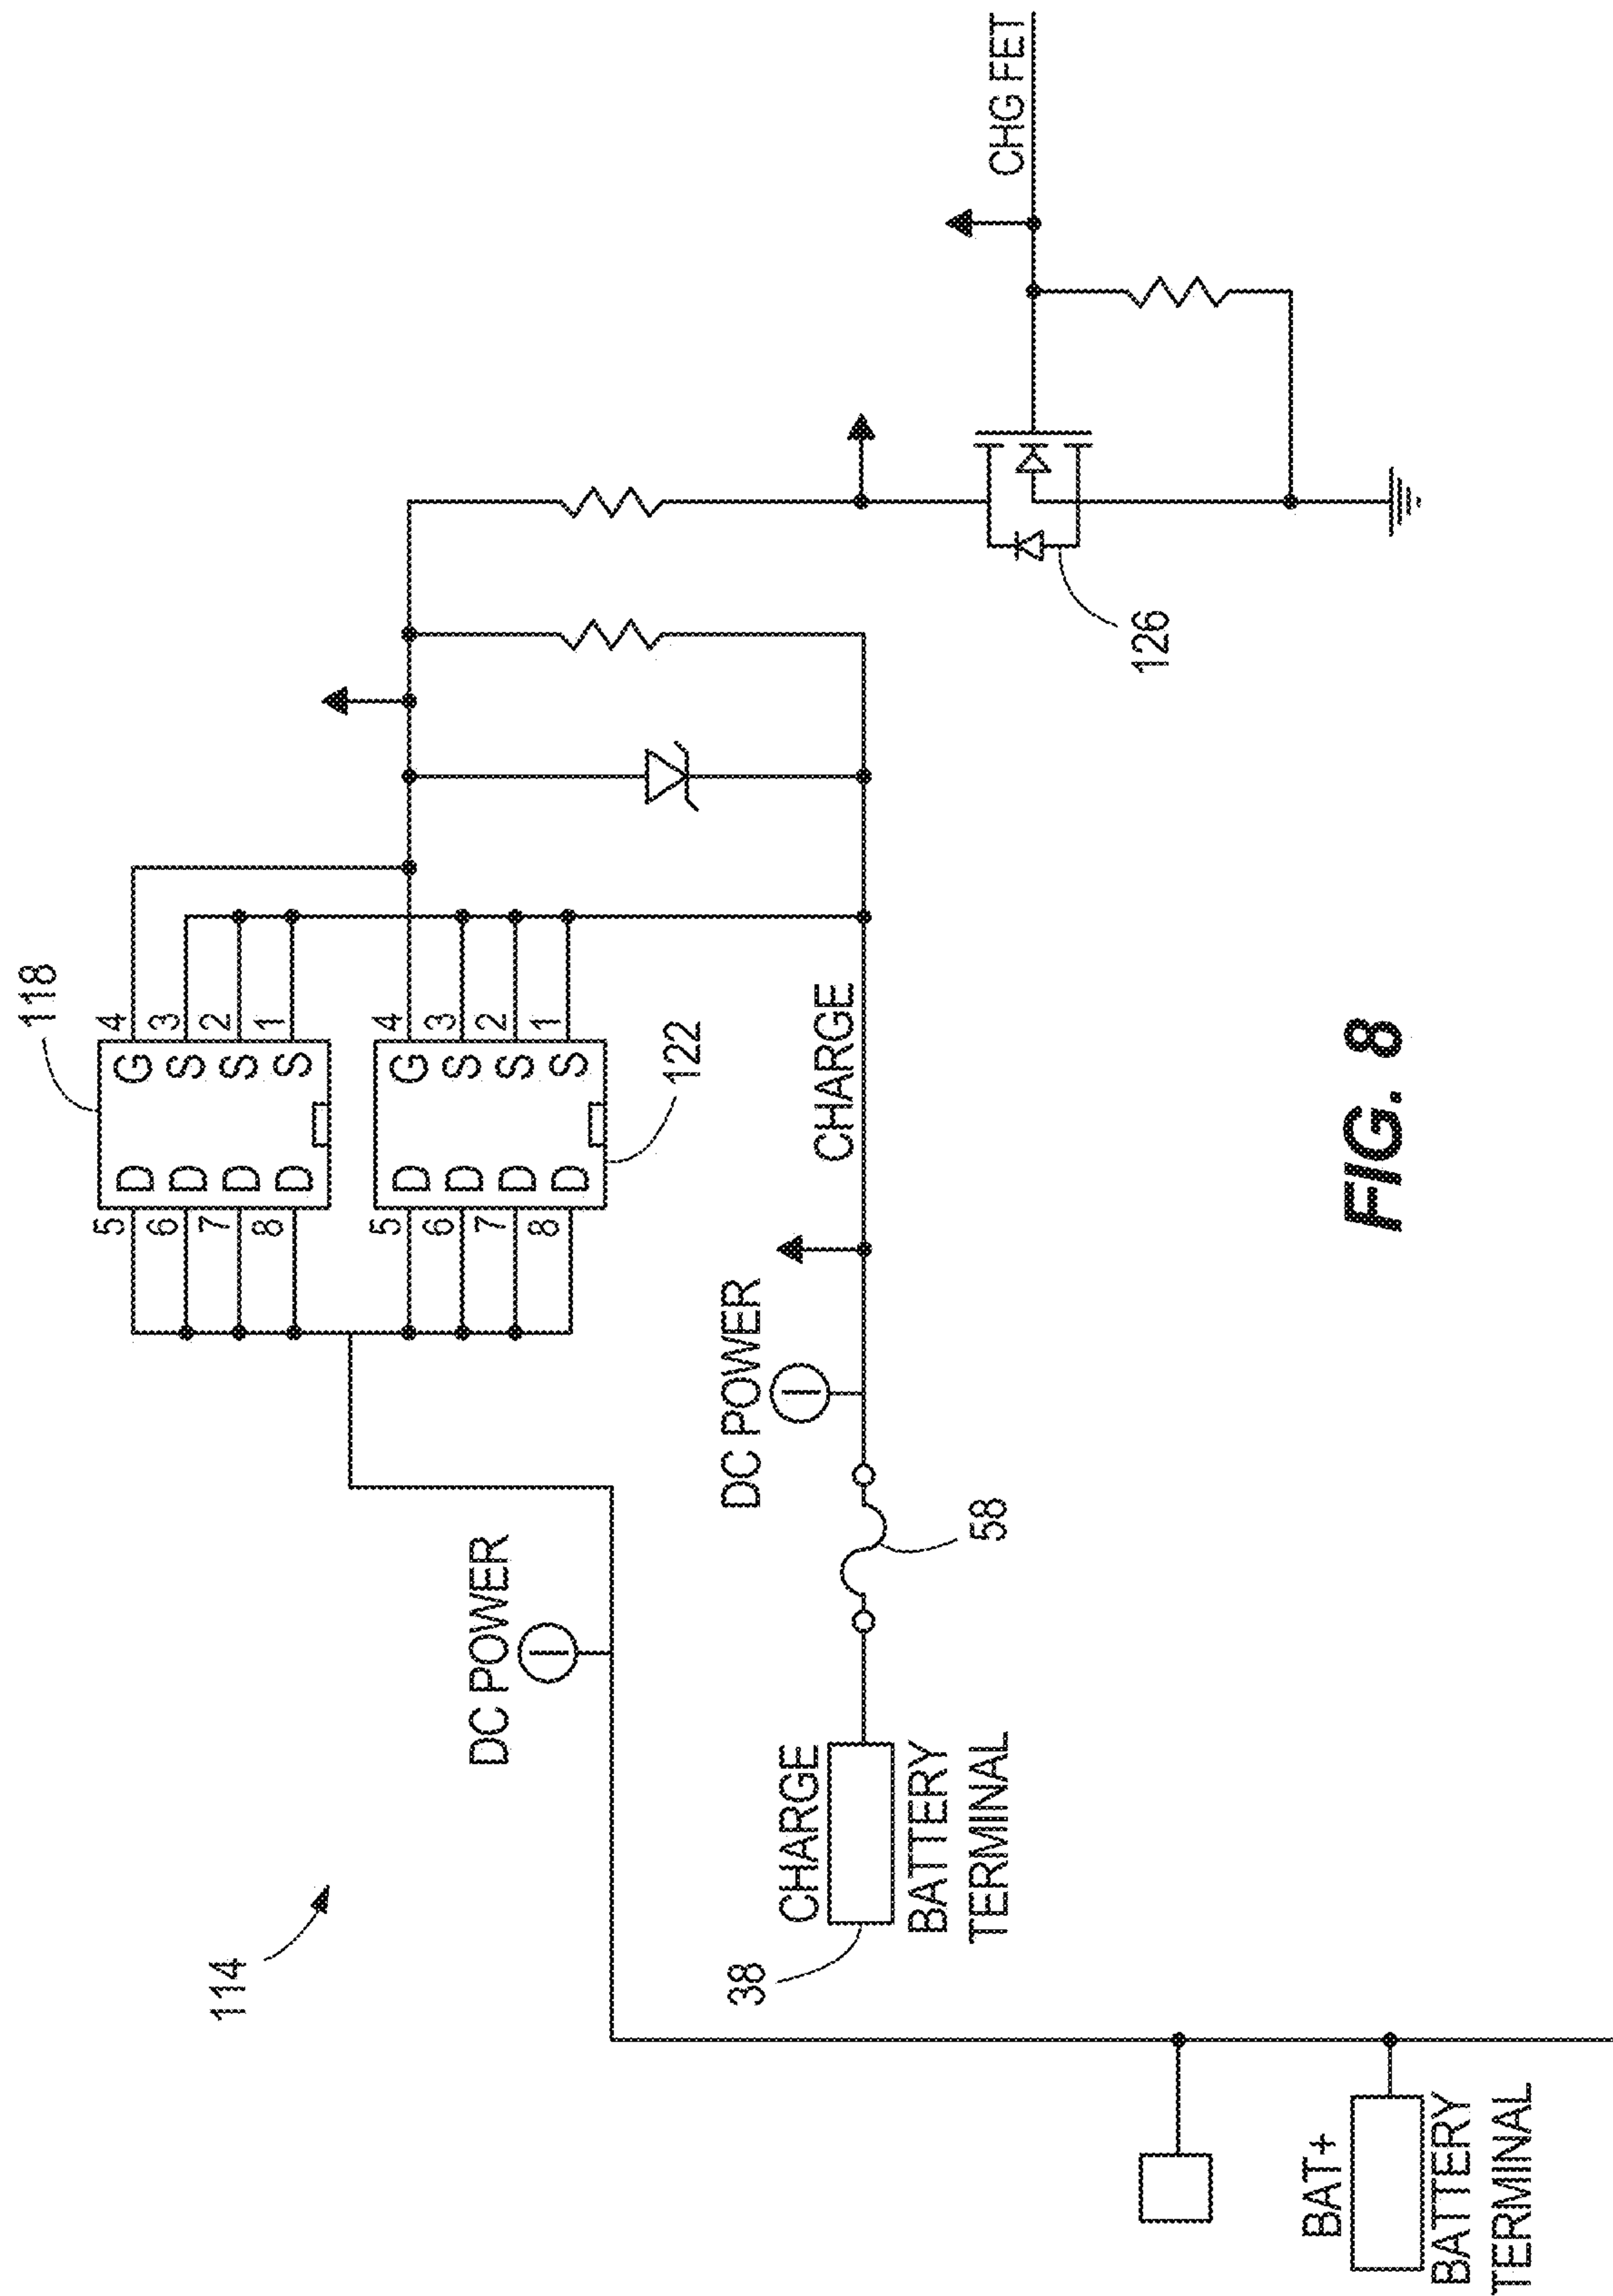 114
118
4
G
3
S
2
S
1
S
5
D
6
D
7
D
8
D
4
G
3
S
2
S
1
S
5
D
6
D
7
D
8
D
122
DC POWER
DC POWER
CHARGE
CHARGE
38
BATTERY
TERMINAL
58
126
CHG FET
BAT+
BATTERY
TERMINAL
FIG. 8